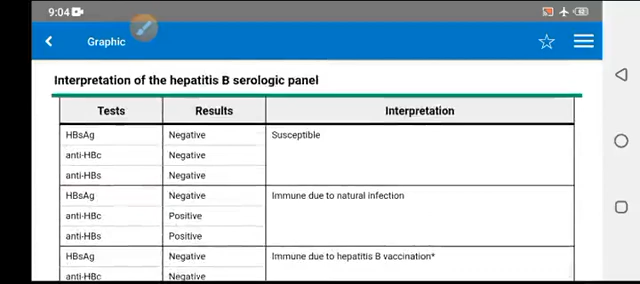 9:04
Graphic
Interpretation of the hepatitis B serologic panel
Tests Results Interpretation
HBsAg Negative Susceptible
anti-HBc Negative
anti-HBs Negative
HBsAg Negative Immune due to natural infection
anti-HBc Positive
anti-HBs Positive
HBsAg Negative Immune due to hepatitis B vaccination*
anti-HBc Negative